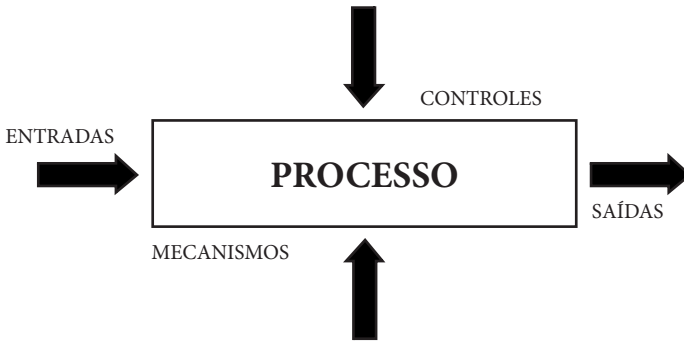 CONTROLES
ENTRADAS
PROCESSO
SAÍDAS
MECANISMOS